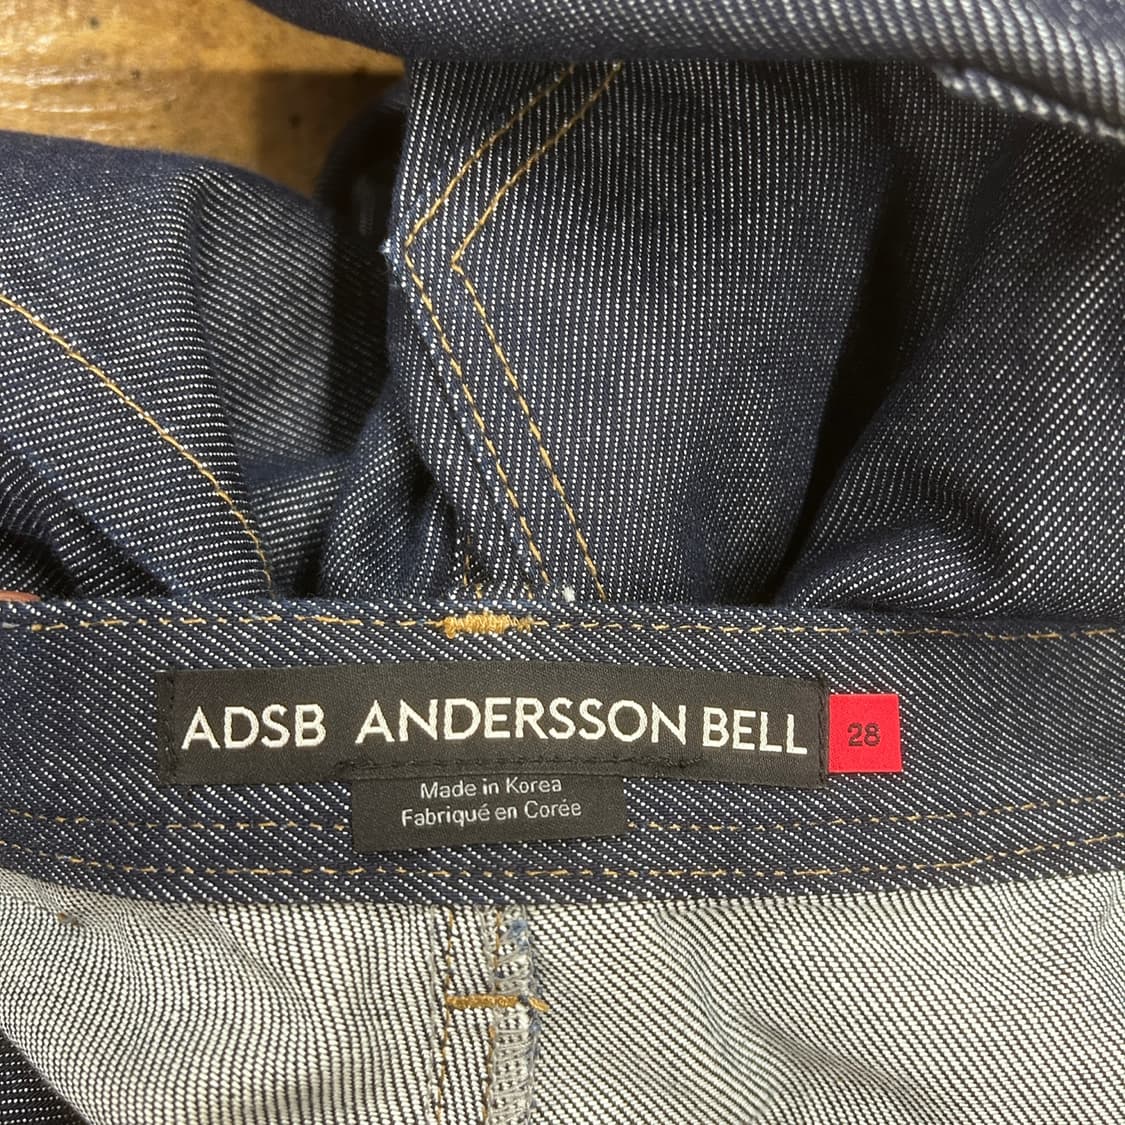 ADSB ANDERSSON BELL
28
Made in Korea
Fabriqué en Corée